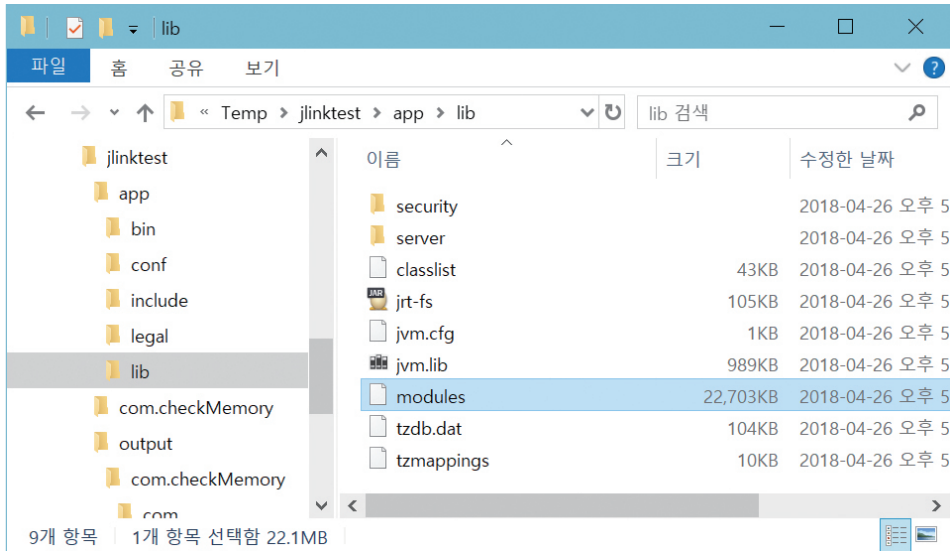 lib
파일 홈 공유 보기
« Temp > jlinktest > app > lib
lib 검색
jlinktest
app
bin
conf
include
legal
lib
com.checkMemory
output
com.checkMemory
com
이름 크기 수정한 날짜
security 2018-04-26 오후 5
server 2018-04-26 오후 5
classlist 43KB 2018-04-26 오후 5
JAR jrt-fs 105KB 2018-04-26 오후 5
jvm.cfg 1KB 2018-04-26 오후 5
jvm.lib 989KB 2018-04-26 오후 5
modules 22,703KB 2018-04-26 오후 5
tzdb.dat 104KB 2018-04-26 오후 5
tzmappings 10KB 2018-04-26 오후 5
9개 항목 1개 항목 선택함 22.1MB